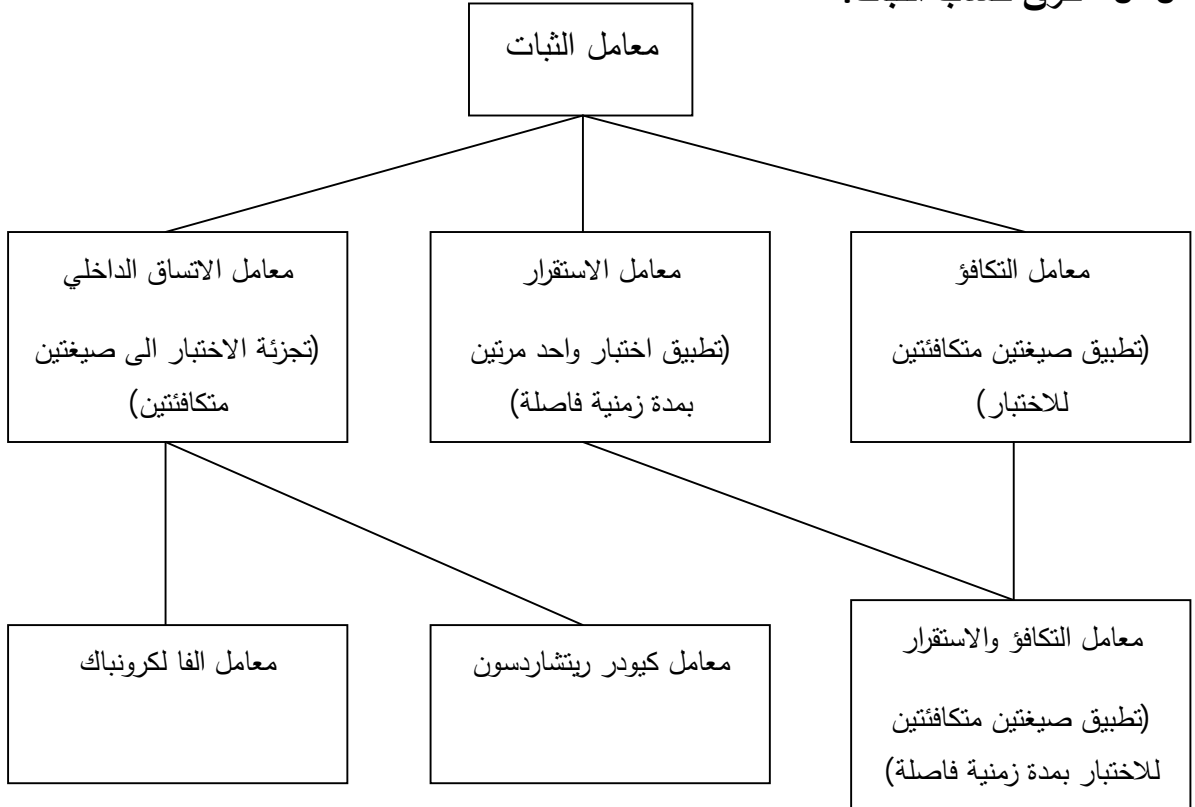 معامل الثبات
معامل التكافؤ
(تطبيق صيغتين متكافئتين
للاختبار)
معامل الاستقرار
(تطبيق اختبار واحد مرتين
بمدة زمنية فاصلة)
معامل الاتساق الداخلي
(تجزئة الاختبار الى صيغتين
متكافئتين)
معامل التكافؤ والاستقرار
(تطبيق صيغتين متكافئتين
للاختبار بمدة زمنية فاصلة)
معامل كيودر ريتشاردسون
معامل الفا لكرونباك